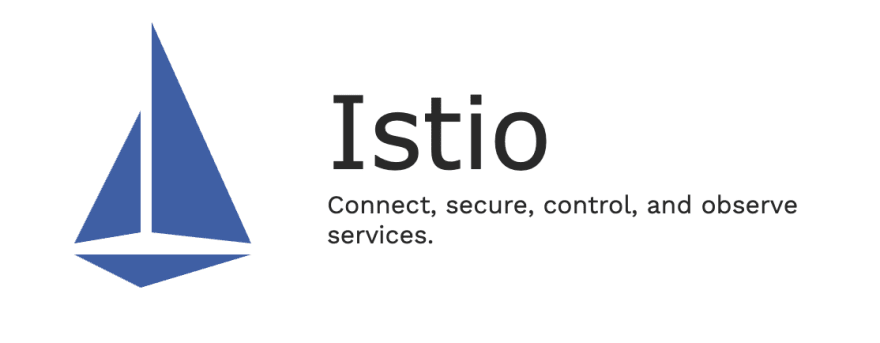 Istio
Connect, secure, control, and observe
services.